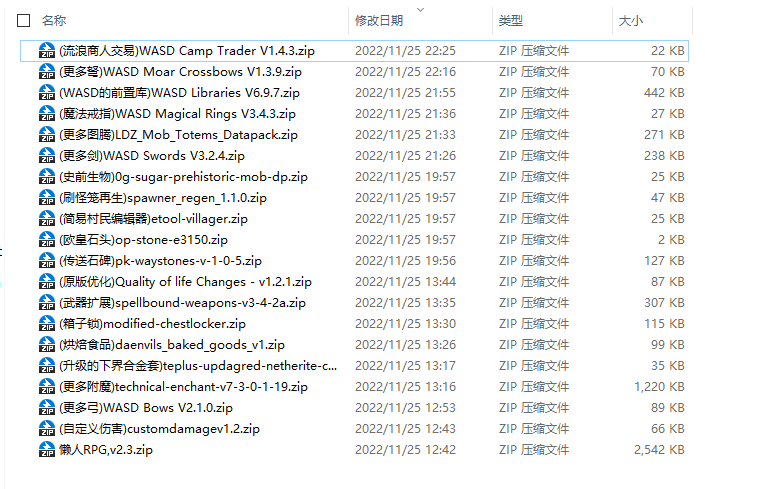 名称 修改日期 类型 大小
(流浪商人交易)WASD Camp Trader V1.4.3.zip 2022/11/25 22:25 ZIP 压缩文件 22 KB
(更多弩)WASD Moar Crossbows V1.3.9.zip 2022/11/25 22:16 ZIP 压缩文件 70 KB
(WASD的前置库)WASD Libraries V6.9.7.zip 2022/11/25 21:55 ZIP 压缩文件 442 KB
(魔法戒指)WASD Magical Rings V3.4.3.zip 2022/11/25 21:36 ZIP 压缩文件 27 KB
(更多图腾)LDZ_Mob_Totems_Datapack.zip 2022/11/25 21:33 ZIP 压缩文件 271 KB
(更多剑)WASD Swords V3.2.4.zip 2022/11/25 21:26 ZIP 压缩文件 238 KB
(史前生物)0g-sugar-prehistoric-mob-dp.zip 2022/11/25 19:57 ZIP 压缩文件 25 KB
(刷怪笼再生)spawner_regen_1.1.0.zip 2022/11/25 19:57 ZIP 压缩文件 47 KB
(简易村民编辑器)etool-villager.zip 2022/11/25 19:57 ZIP 压缩文件 25 KB
(欧皇石头)op-stone-e3150.zip 2022/11/25 19:57 ZIP 压缩文件 2 KB
(传送石碑)pk-waystones-v-1-0-5.zip 2022/11/25 19:56 ZIP 压缩文件 127 KB
(原版优化)Quality of life Changes - v1.2.1.zip 2022/11/25 13:44 ZIP 压缩文件 87 KB
(武器扩展)spellbound-weapons-v3-4-2a.zip 2022/11/25 13:35 ZIP 压缩文件 307 KB
(箱子锁)modified-chestlocker.zip 2022/11/25 13:30 ZIP 压缩文件 115 KB
(烘焙食品)daenvils_baked_goods_v1.zip 2022/11/25 13:26 ZIP 压缩文件 99 KB
(升级的下界合金套)teplus-updagred-netherite-c... 2022/11/25 13:17 ZIP 压缩文件 35 KB
(更多附魔)technical-enchant-v7-3-0-1-19.zip 2022/11/25 13:16 ZIP 压缩文件 1,220 KB
(更多弓)WASD Bows V2.1.0.zip 2022/11/25 12:53 ZIP 压缩文件 89 KB
(自定义伤害)customdamagev1.2.zip 2022/11/25 12:43 ZIP 压缩文件 66 KB
懒人RPG,v2.3.zip 2022/11/25 12:42 ZIP 压缩文件 2,542 KB